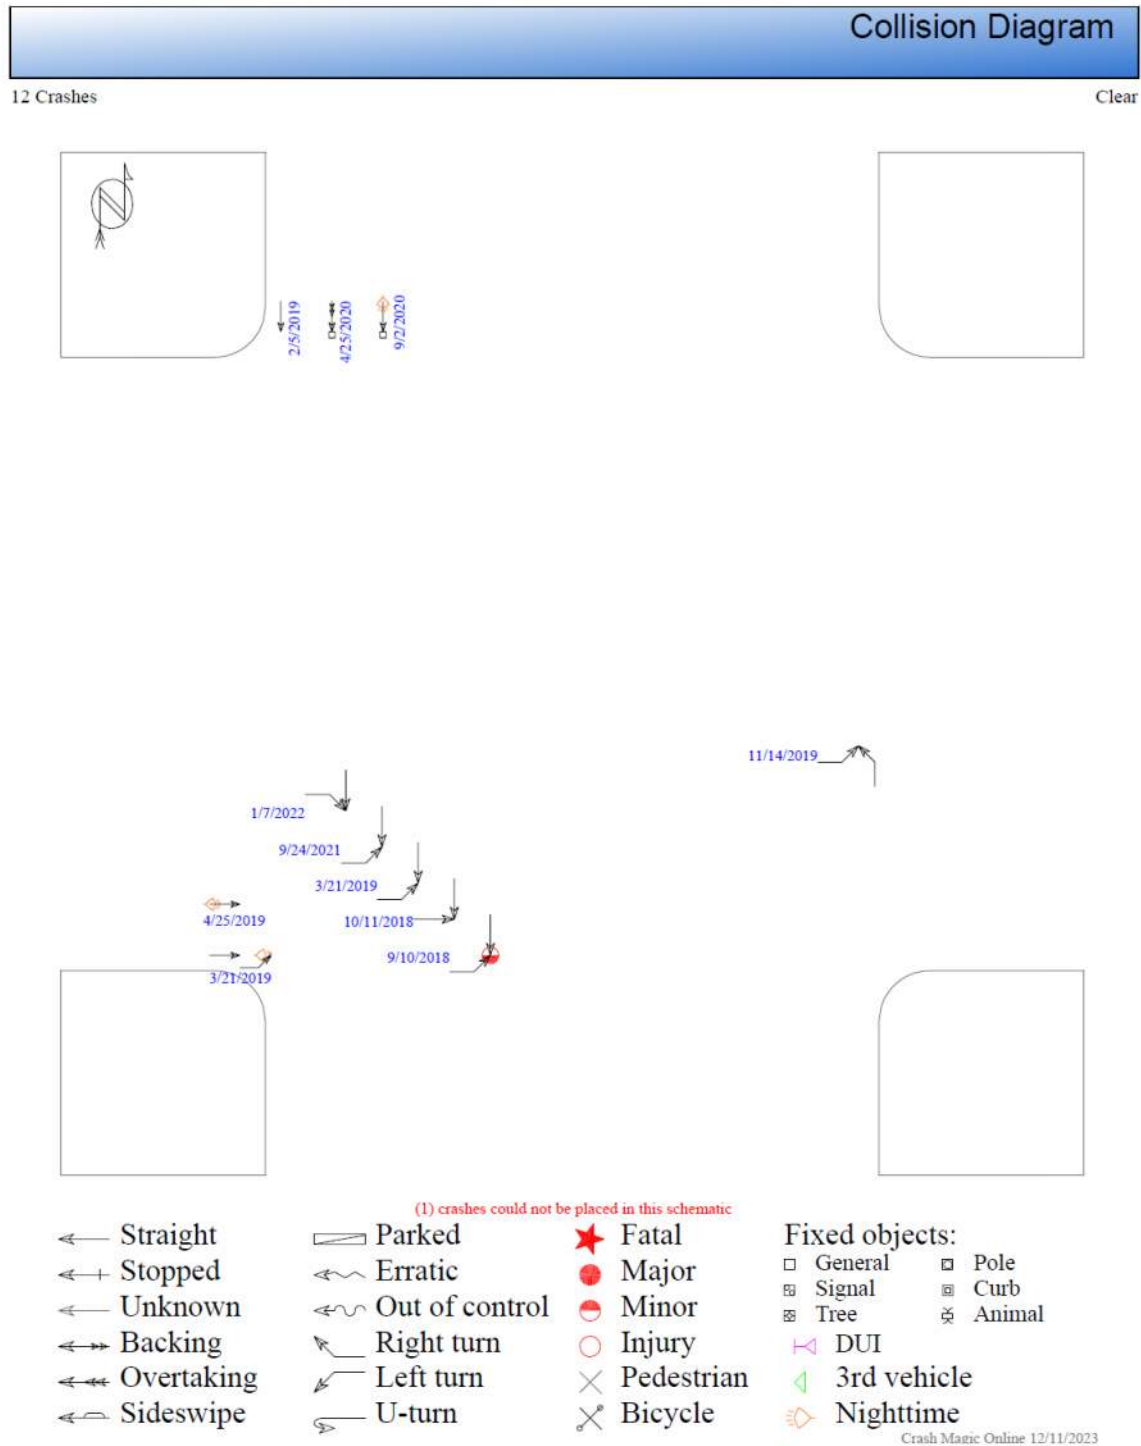 Collision Diagram
12 Crashes
Clear
N
2/5/2019
4/25/2020
9/2/2020
11/14/2019
1/7/2022
9/24/2021
3/21/2019
4/25/2019
10/11/2018
9/10/2018
3/21/2019
(1) crashes could not be placed in this schematic
Straight
Parked
Fatal
Fixed objects:
Stopped
Erratic
Major
General
Pole
Signal
Curb
Unknown
Out of control
Minor
Tree
Animal
Backing
Right turn
Injury
DUI
Overtaking
Left turn
Pedestrian
3rd vehicle
Sideswipe
U-turn
Bicycle
Nighttime
Crash Magic Online 12/11/2023